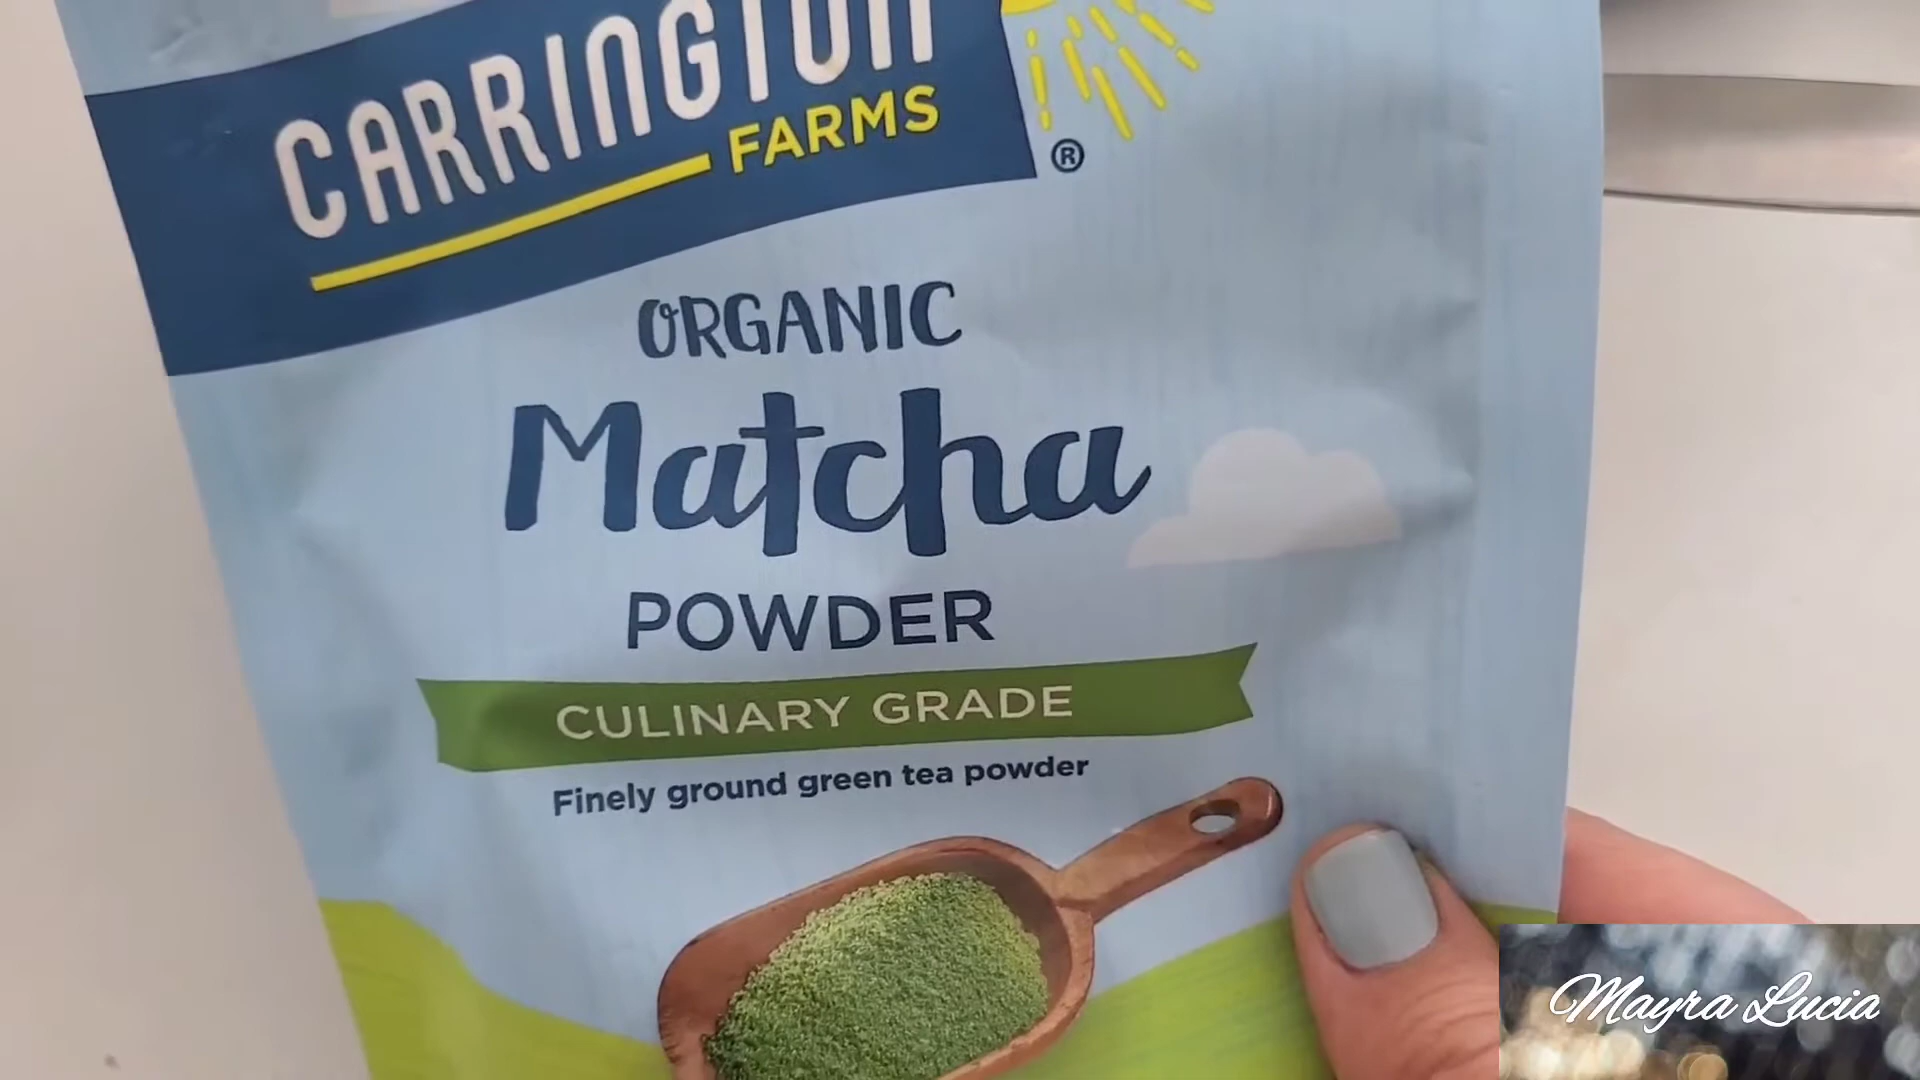 CARRINGTON
FARMS
®
ORGANIC
Matcha
POWDER
CULINARY GRADE
Finely ground green tea powder
Mayra Lucia